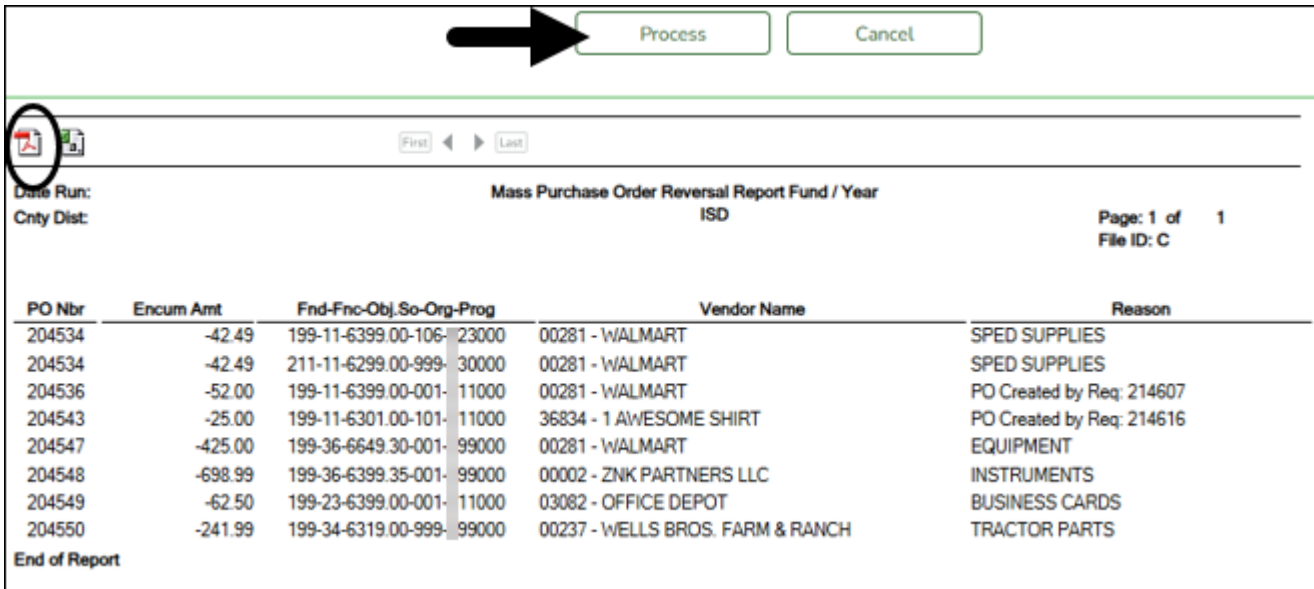 Process Cancel
First Last
Date Run: Mass Purchase Order Reversal Report Fund / Year
Cnty Dist: ISD Page: 1 of 1
File ID: C
PO Nbr Encum Amt Fnd-Fnc-Obj.So-Org-Prog Vendor Name Reason
204534 -42.49 199-11-6399.00-106- 23000 00281 - WALMART SPED SUPPLIES
204534 -42.49 211-11-6299.00-999- 30000 00281 - WALMART SPED SUPPLIES
204536 -52.00 199-11-6399.00-001- 11000 00281 - WALMART PO Created by Req: 214607
204543 -25.00 199-11-6301.00-101- 11000 36834 - 1 AWESOME SHIRT PO Created by Req: 214616
204547 -425.00 199-36-6649.30-001- 99000 00281 - WALMART EQUIPMENT
204548 -698.99 199-36-6399.35-001- 99000 00002 - ZNK PARTNERS LLC INSTRUMENTS
204549 -62.50 199-23-6399.00-001- 11000 03082 - OFFICE DEPOT BUSINESS CARDS
204550 -241.99 199-34-6319.00-999- 99000 00237 - WELLS BROS. FARM & RANCH TRACTOR PARTS
End of Report